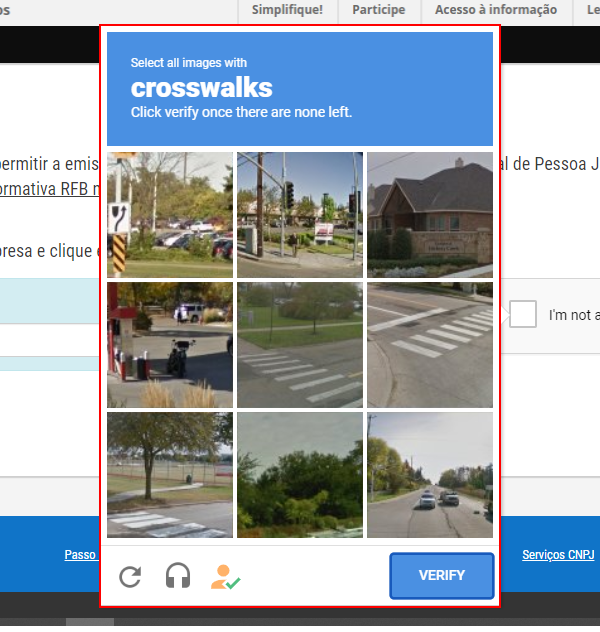 os
Simplifique!
Participe
Acesso à informação
Le
Select all images with
crosswalks
Click verify once there are none left.
permitir a emis
al de Pessoa J
ormativa RFB n
oresa e clique
I'm not a
VERIFY
Passo
Serviços CNPJ